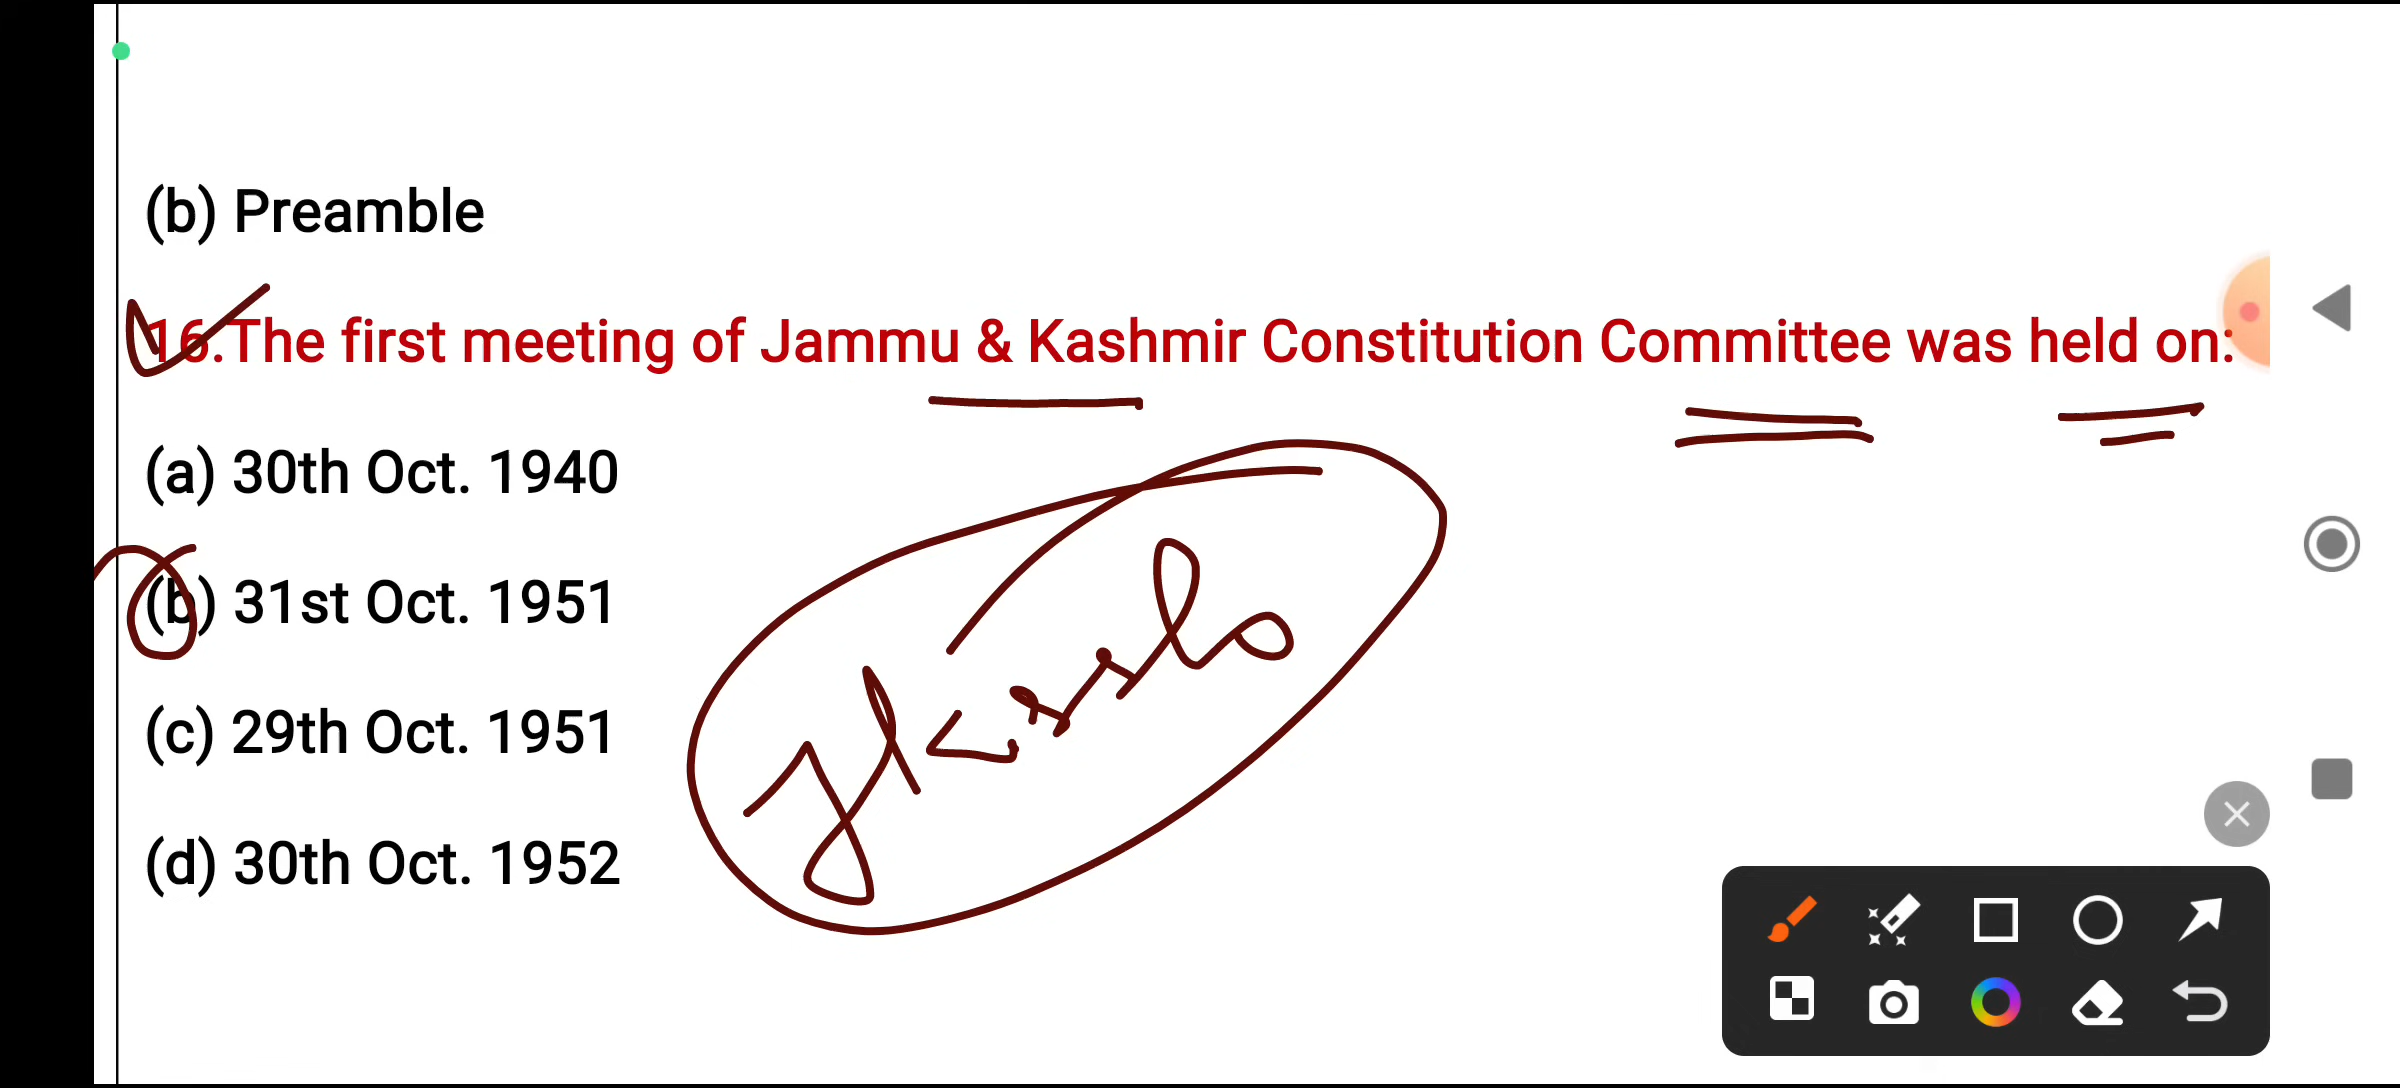 (b) Preamble
16.The first meeting of Jammu & Kashmir Constitution Committee was held on:
(a) 30th Oct. 1940
(b) 31st Oct. 1951
(c) 29th Oct. 1951
(d) 30th Oct. 1952